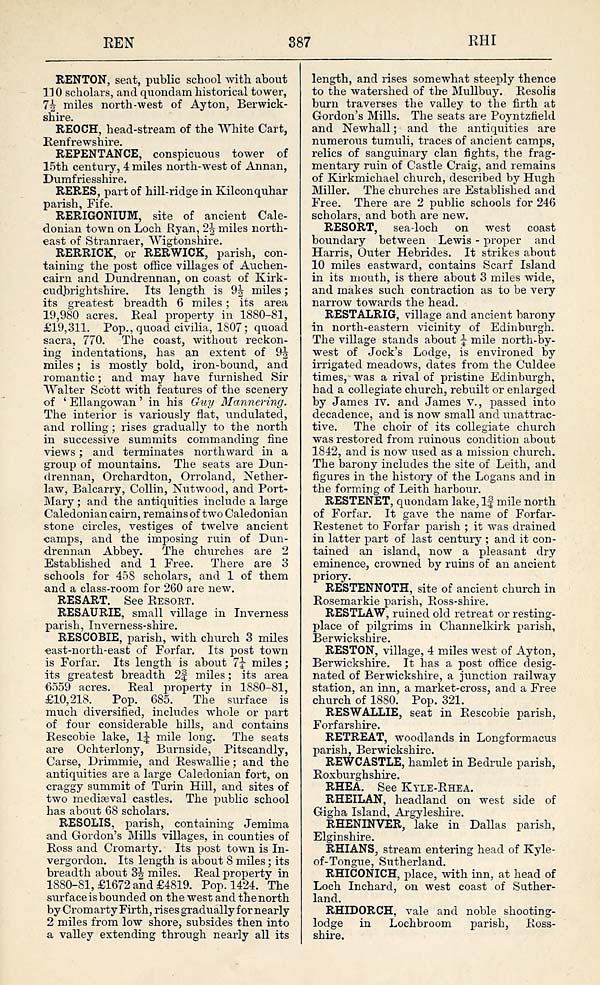 REN
387
RHI
RENTON, seat, public school with about
110 scholars, and quondam historical tower,
7½ miles north-west of Ayton, Berwick-
shire.
REOCH, head-stream of the White Cart,
Renfrewshire.
REPENTANCE, conspicuous tower of
15th century, 4 miles north-west of Annan,
Dumfriesshire.
RERES, part of hill-ridge in Kilconquhar
parish, Fife.
RERIGONIUM, site of ancient Cale-
donian town on Loch Ryan, 2½ miles north-
east of Stranraer, Wigtonshire.
RERRICK, or RERWICK, parish, con-
taining the post office villages of Auchen-
cairn and Dundrennan, on coast of Kirk-
cudbrightshire. Its length is 9½ miles;
its greatest breadth 6 miles; its area
19,980 acres. Real property in 1880-81,
£19,311. Pop., quoad civilia, 1807; quoad
sacra, 770. The coast, without reckon-
ing indentations, has an extent of 9½
miles; is mostly bold, iron-bound, and
romantic; and may have furnished Sir
Walter Scott with features of the scenery
of 'Ellangowan' in his Guy Mannering.
The interior is variously flat, undulated,
and rolling; rises gradually to the north
in successive summits commanding fine
views; and terminates northward in a
group of mountains. The seats are Dun-
drennan, Orchardton, Orroland, Nether-
law, Balcarry, Collin, Nutwood, and Port-
Mary; and the antiquities include a large
Caledonian cairn, remains of two Caledonian
stone circles, vestiges of twelve ancient
camps, and the imposing ruin of Dun-
drennan Abbey. The churches are 2
Established and 1 Free. There are 3
schools for 458 scholars, and 1 of them
and a class-room for 260 are new.
RESART. See RESORT.
RESAURIE, small village in Inverness
parish, Inverness-shire.
RESCOBIE, parish, with church 3 miles
east-north-east of Forfar. Its post town
is Forfar. Its length is about 7¼ miles;
its greatest breadth 2¾ miles; its area
6559 acres. Real property in 1880-81,
£10,218. Pop. 685. The surface is
much diversified, includes whole or part
of four considerable hills, and contains
Rescobie lake, 1¼ mile long. The seats
are Ochterlony, Burnside, Pitscandly,
Carse, Drimmie, and Reswallie; and the
antiquities are a large Caledonian fort, on
craggy summit of Turin Hill, and sites of
two mediæval castles. The public school
has about 68 scholars.
RESOLIS, parish, containing Jemima
and Gordon's Mills villages, in counties of
Ross and Cromarty. Its post town is In-
vergordon. Its length is about 8 miles; its
breadth about 3½ miles. Real property in
1880-81, £1672 and £4819. Pop. 1424. The
surface is bounded on the west and the north
by Cromarty Firth, rises gradually for nearly
2 miles from low shore, subsides then into
a valley extending through nearly all its
length, and rises somewhat steeply thence
to the watershed of the Mullbuy. Resolis
burn traverses the valley to the firth at
Gordon's Mills. The seats are Poyntzfield
and Newhall; and the antiquities are
numerous tumuli, traces of ancient camps,
relics of sanguinary clan fights, the frag-
mentary ruin of Castle Craig, and remains
of Kirkmichael church, described by Hugh
Miller. The churches are Established and
Free. There are 2 public schools for 246
scholars, and both are new.
RESORT, sea-loch on west coast
boundary between Lewis-proper and
Harris, Outer Hebrides. It strikes about
10 miles eastward, contains Scarf Island
in its mouth, is there about 3 miles wide,
and makes such contraction as to be very
narrow towards the head.
RESTALRIG, village and ancient barony
in north-eastern vicinity of Edinburgh.
The village stands about ¼ mile north-by-
west of Jock's Lodge, is environed by
irrigated meadows, dates from the Culdee
times, was a rival of pristine Edinburgh,
had a collegiate church, rebuilt or enlarged
by James IV. and James V., passed into
decadence, and is now small and unattrac-
tive. The choir of its collegiate church
was restored from ruinous condition about
1842, and is now used as a mission church.
The barony includes the site of Leith, and
figures in the history of the Logans and in
the forming of Leith harbour.
RESTENET, quondam lake, 1¾ mile north
of Forfar. It gave the name of Forfar-
Restenet to Forfar parish; it was drained
in latter part of last century; and it con-
tained an island, now a pleasant dry
eminence, crowned by ruins of an ancient
priory.
RESTENNOTH, site of ancient church in
Rosemarkie parish, Ross-shire.
RESTLAW, ruined old retreat or resting-
place of pilgrims in Channelkirk parish,
Berwickshire.
RESTON, village, 4 miles west of Ayton,
Berwickshire. It has a post office desig-
nated of Berwickshire, a junction railway
station, an inn, a market-cross, and a Free
church of 1880. Pop. 321.
RESWALLIE, seat in Rescobie parish,
Forfarshire.
RETREAT, woodlands in Longformacus
parish, Berwickshire.
REWCASTLE, hamlet in Bedrule parish,
Roxburghshire.
RHEA. See KYLE-RHEA.
RHEILAN, headland on west side of
Gigha Island, Argyleshire.
RHENINVER, lake in Dallas parish,
Elginshire.
RHIANS, stream entering head of Kyle-
of-Tongue, Sutherland.
RHICONICH, place, with inn, at head of
Loch Inchard, on west coast of Suther-
land.
RHIDORCH, vale and noble shooting-
lodge in Lochbroom parish, Ross-
shire.